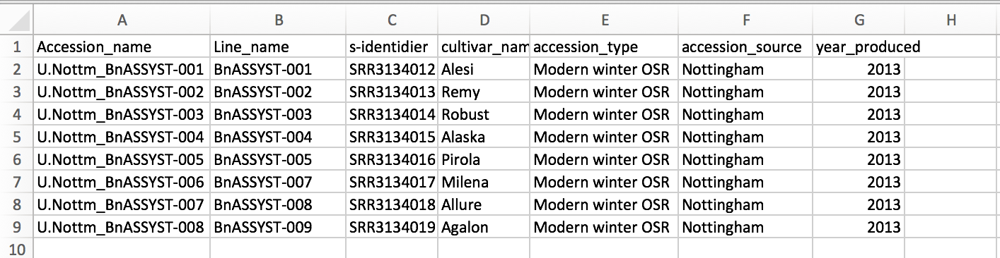 A B C D E F G H
1 Accession_name Line_name s-identidier cultivar_nam accession_type accession_source year_produced
2 U.Nottm_BnASSYST-001 BnASSYST-001 SRR3134012 Alesi Modern winter OSR Nottingham 2013
3 U.Nottm_BnASSYST-002 BnASSYST-002 SRR3134013 Remy Modern winter OSR Nottingham 2013
4 U.Nottm_BnASSYST-003 BnASSYST-003 SRR3134014 Robust Modern winter OSR Nottingham 2013
5 U.Nottm_BnASSYST-004 BnASSYST-004 SRR3134015 Alaska Modern winter OSR Nottingham 2013
6 U.Nottm_BnASSYST-005 BnASSYST-005 SRR3134016 Pirola Modern winter OSR Nottingham 2013
7 U.Nottm_BnASSYST-006 BnASSYST-007 SRR3134017 Milena Modern winter OSR Nottingham 2013
8 U.Nottm_BnASSYST-007 BnASSYST-008 SRR3134018 Allure Modern winter OSR Nottingham 2013
9 U.Nottm_BnASSYST-008 BnASSYST-009 SRR3134019 Agalon Modern winter OSR Nottingham 2013
10